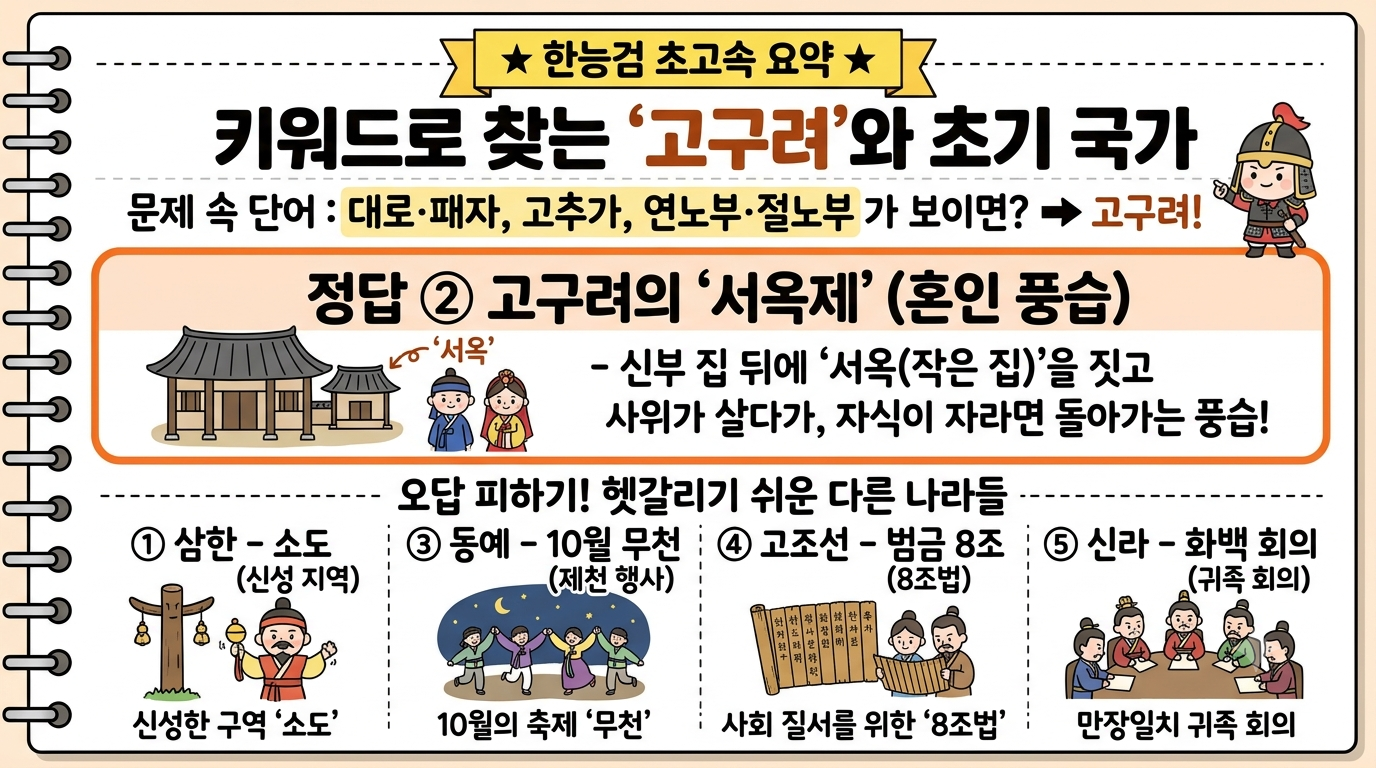 ★ 한능검 초고속 요약 ★
키워드로 찾는 ‘고구려’와 초기 국가
문제 속 단어 : 대로·패자, 고추가, 연노부·절노부 가 보이면? ➡ 고구려!
정답 ② 고구려의 ‘서옥제’ (혼인 풍습)
‘서옥’
- 신부 집 뒤에 ‘서옥(작은 집)’을 짓고
사위가 살다가, 자식이 자라면 돌아가는 풍습!
오답 피하기! 헷갈리기 쉬운 다른 나라들
① 삼한 - 소도
(신성 지역)
신성한 구역 ‘소도’
③ 동예 - 10월 무천
(제천 행사)
10월의 축제 ‘무천’
④ 고조선 - 범금 8조
(8조법)
사회 질서를 위한 ‘8조법’
⑤ 신라 - 화백 회의
(귀족 회의)
만장일치 귀족 회의